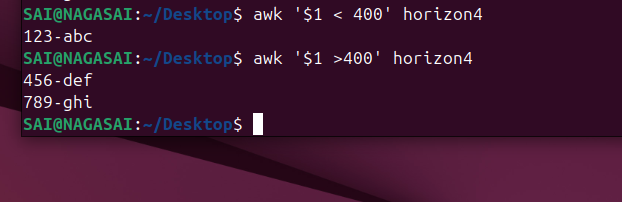 SAI@NAGASAI:~/Desktop$ awk '$1 < 400' horizon4
123-abc
SAI@NAGASAI:~/Desktop$ awk '$1 >400' horizon4
456-def
789-ghi
SAI@NAGASAI:~/Desktop$